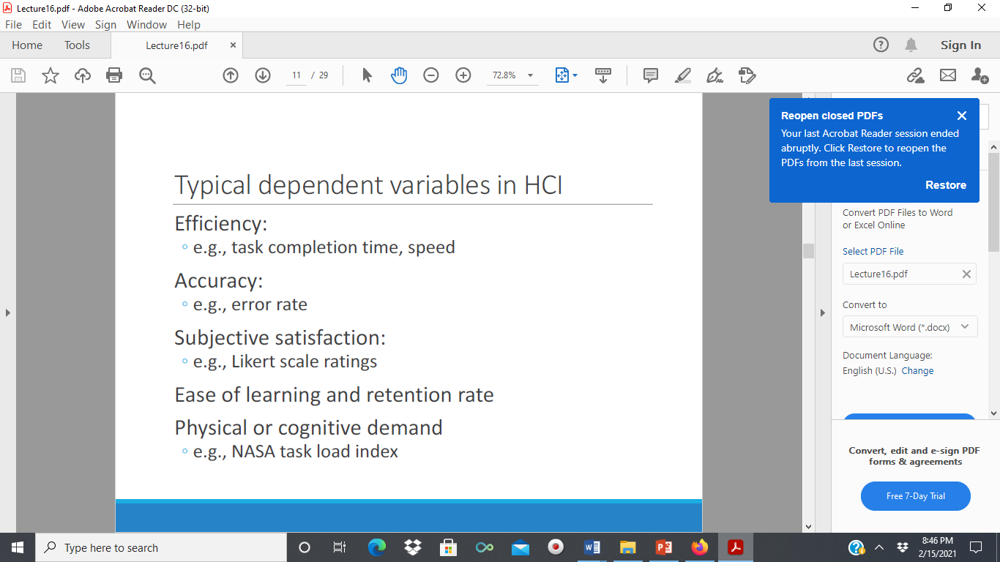 Lecture16.pdf - Adobe Acrobat Reader DC (32-bit)
File Edit View Sign Window Help
Home Tools Lecture16.pdf × Sign In
11 / 29 72.8%
Typical dependent variables in HCI
Efficiency:
◦ e.g., task completion time, speed
Accuracy:
◦ e.g., error rate
Subjective satisfaction:
◦ e.g., Likert scale ratings
Ease of learning and retention rate
Physical or cognitive demand
◦ e.g., NASA task load index
Reopen closed PDFs
Your last Acrobat Reader session ended
abruptly. Click Restore to reopen the
PDFs from the last session.
Restore
Convert PDF Files to Word
or Excel Online
Select PDF File
Lecture16.pdf
Convert to
Microsoft Word (*.docx)
Document Language:
English (U.S.) Change
Convert, edit and e-sign PDF
forms & agreements
Free 7-Day Trial
Type here to search
8:46 PM
2/15/2021